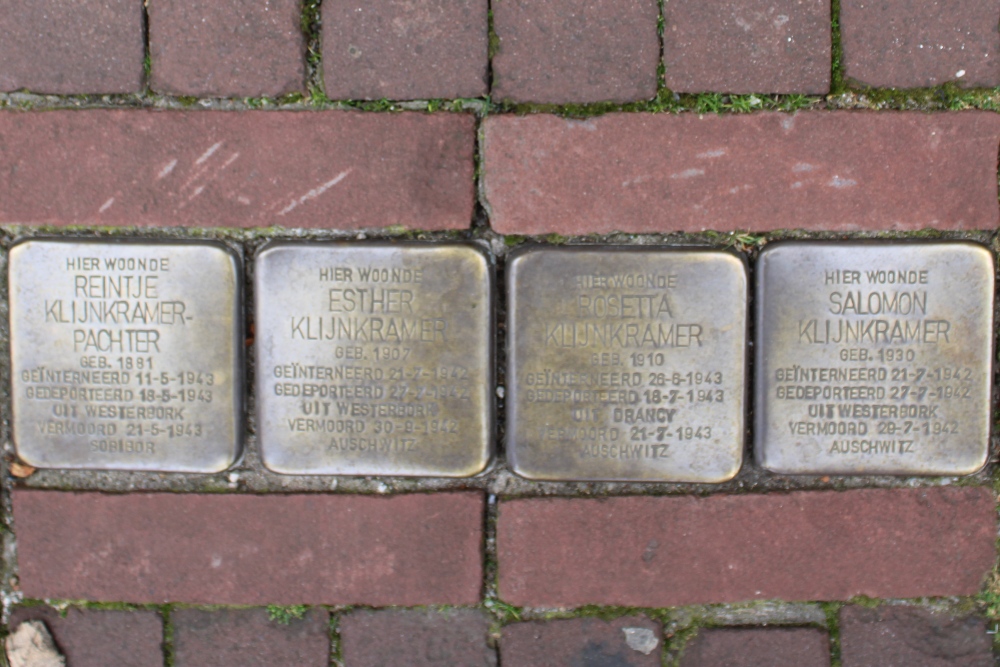 HIER WOONDE
REINTJE
KLIJNKRAMER-
PACHTER
GEB. 1881
GEÏNTERNEERD 11-5-1943
GEDEPORTEERD 18-5-1943
UIT WESTERBORK
VERMOORD 21-5-1943
SOBIBOR
HIER WOONDE
ESTHER
KLIJNKRAMER
GEB. 1907
GEÏNTERNEERD 21-7-1942
GEDEPORTEERD 27-7-1942
UIT WESTERBORK
VERMOORD 30-9-1942
AUSCHWITZ
HIER WOONDE
ROSETTA
KLIJNKRAMER
GEB. 1910
GEÏNTERNEERD 26-6-1943
GEDEPORTEERD 18-7-1943
UIT DRANCY
VERMOORD 21-7-1943
AUSCHWITZ
HIER WOONDE
SALOMON
KLIJNKRAMER
GEB. 1930
GEÏNTERNEERD 21-7-1942
GEDEPORTEERD 27-7-1942
UIT WESTERBORK
VERMOORD 29-7-1942
AUSCHWITZ